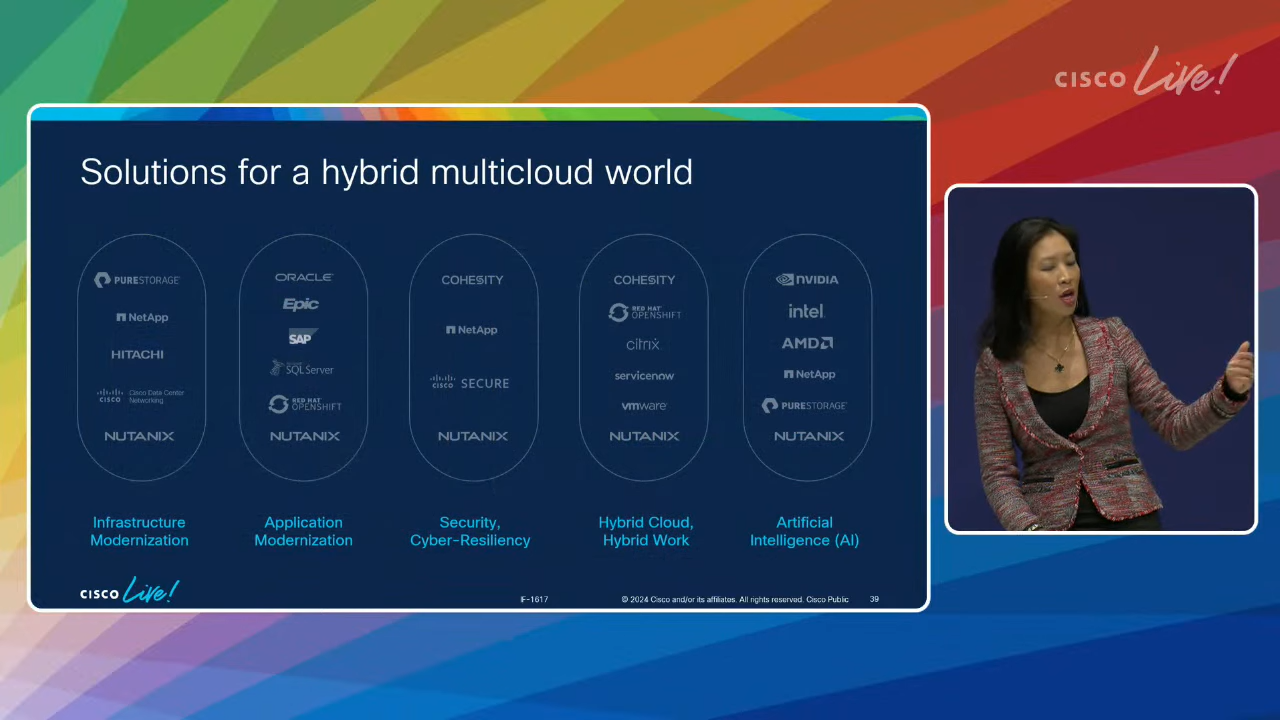 CISCO Live!
Solutions for a hybrid multicloud world
PURESTORAGE
NetApp
HITACHI
CISCO Cisco Data Center
Networking
NUTANIX
Infrastructure
Modernization
ORACLE
Epic
SAP
SQL Server
RED HAT
OPENSHIFT
NUTANIX
Application
Modernization
COHESITY
NetApp
CISCO SECURE
NUTANIX
Security,
Cyber-Resiliency
COHESITY
RED HAT
OPENSHIFT
citrix
servicenow
vmware
NUTANIX
Hybrid Cloud,
Hybrid Work
NVIDIA
intel
AMD
NetApp
PURESTORAGE
NUTANIX
Artificial
Intelligence (AI)
CISCO Live!
IF-1617
© 2024 Cisco and/or its affiliates. All rights reserved. Cisco Public
39